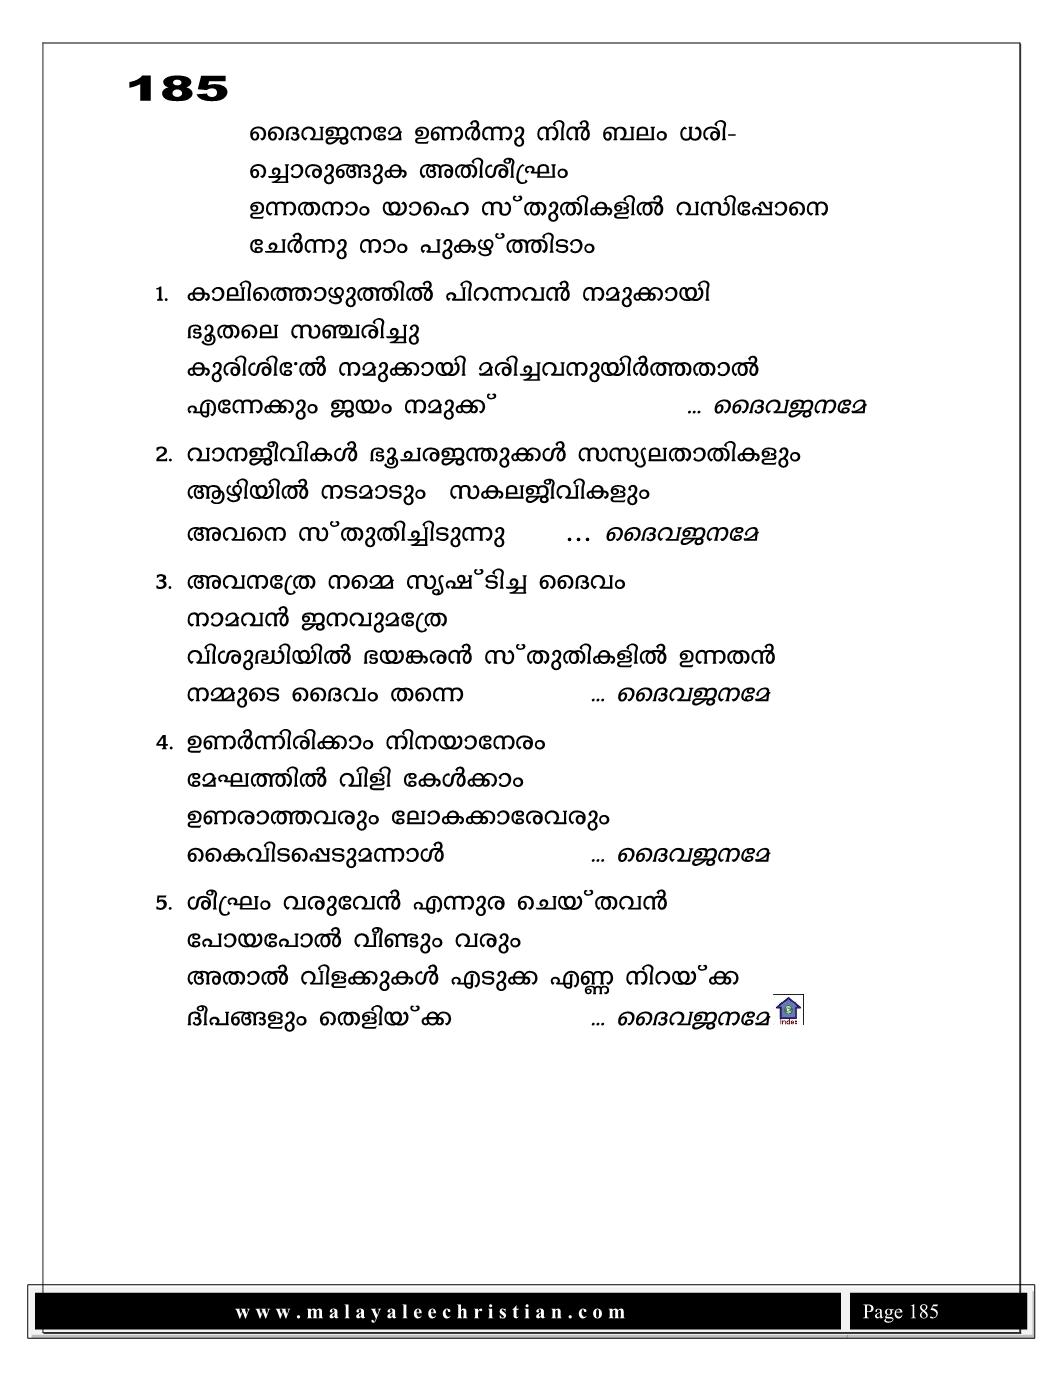 185
ദൈവജനമേ ഉണർന്നു നിൻ ബലം ധരി-
ച്ചൊരുങ്ങുക അതിശീഘ്രം
ഉന്നതനാം യാഹെ സ്തുതികളിൽ വസിപ്പോനെ
ചേർന്നു നാം പുകഴ്ത്തിടാം
1. കാലിത്തൊഴുത്തിൽ പിറന്നവൻ നമുക്കായി
ഭൂതലെ സഞ്ചരിച്ചു
നമുക്കായി മരിച്ചവനുയിർത്തതാൽ
എന്നേക്കും ജയം നമുക്ക് ... ദൈവജനമേ
2. വാനജീവികൾ ഭൂചരജന്തുക്കൾ സസ്യലതാതികളും
ആഴിയിൽ നടമാടും സകലജീവികളും
അവനെ സ്തുതിച്ചിടുന്നു ... ദൈവജനമേ
3. അവനത്രേ നമ്മെ സൃഷ്ടിച്ച ദൈവം
നാമവൻ ജനവുമത്രേ
വിശുദ്ധിയിൽ ഭയങ്കരൻ സ്തുതികളിൽ ഉന്നതൻ
നമ്മുടെ ദൈവം തന്നെ ... ദൈവജനമേ
4. ഉണർന്നിരിക്കാം നിനയാനേരം
മേഘത്തിൽ വിളി കേൾക്കാം
ഉണരാത്തവരും ലോകക്കാരേവരും
കൈവിടപ്പെടുമന്നാൾ ... ദൈവജനമേ
5. ശീഘ്രം വരുവേൻ എന്നുര ചെയ്തവൻ
പോയപോൽ വീണ്ടും വരും
അതാൽ വിളക്കുകൾ എടുക്ക എണ്ണ നിറയ്ക്ക
ദീപങ്ങളും തെളിയ്ക്ക ... ദൈവജനമേ
Index
www.malayaleechristian.com Page 185